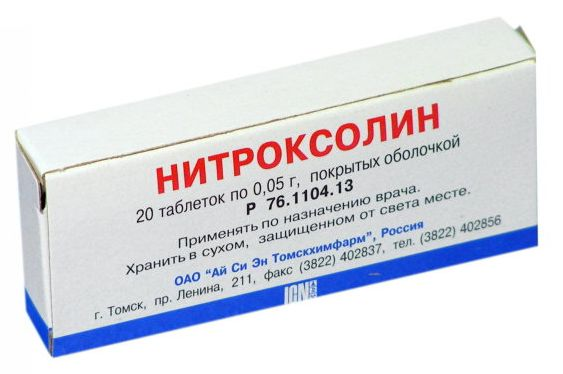 НИТРОКСОЛИН
20 таблеток по 0,05 г, покрытых оболочкой
Р 76.1104.13
Применять по назначению врача.
Хранить в сухом, защищенном от света месте.
ОАО "Ай Си Эн Томскхимфарм", Россия
г. Томск, пр. Ленина, 211, факс (3822) 402837, тел. (3822) 402856
ICN